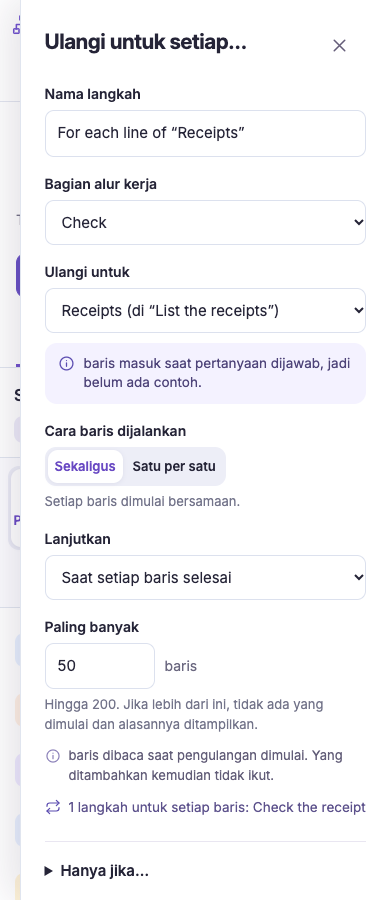 Ulangi untuk setiap...
Nama langkah
For each line of “Receipts”
Bagian alur kerja
Check
Ulangi untuk
Receipts (di “List the receipts”)
baris masuk saat pertanyaan dijawab, jadi
belum ada contoh.
Cara baris dijalankan
Sekaligus
Satu per satu
Setiap baris dimulai bersamaan.
Lanjutkan
Saat setiap baris selesai
Paling banyak
50 baris
Hingga 200. Jika lebih dari ini, tidak ada yang
dimulai dan alasannya ditampilkan.
baris dibaca saat pengulangan dimulai. Yang
ditambahkan kemudian tidak ikut.
1 langkah untuk setiap baris: Check the receipt
Hanya jika...